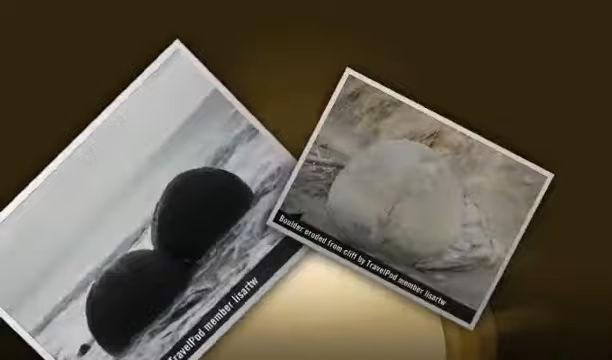 TravelPod member lisartw
Boulder eroded from cliff by TravelPod member lisartw